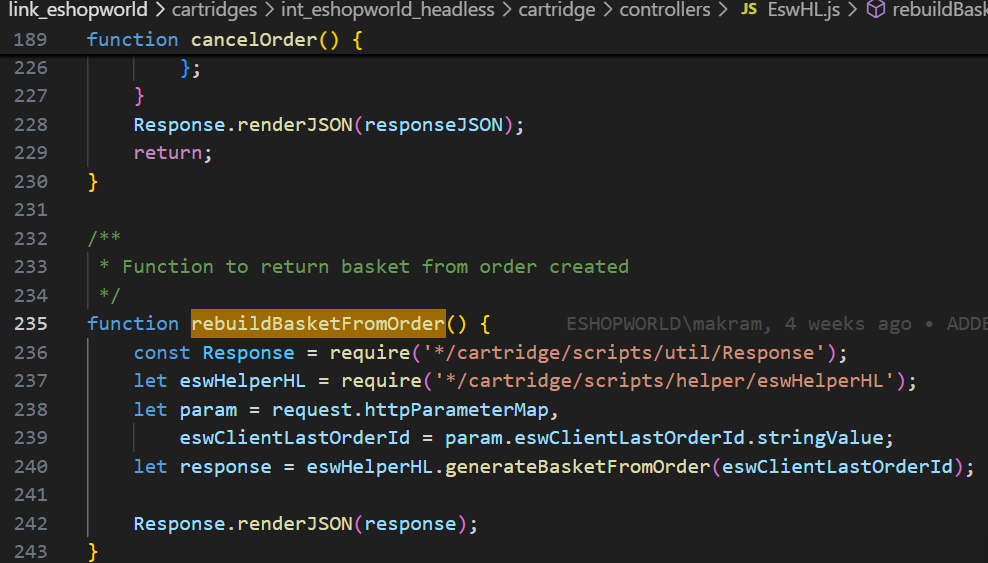 link_eshopworld > cartridges > int_eshopworld_headless > cartridge > controllers > JS EswHL.js > rebuildBask
189 function cancelOrder() {
226 };
227 }
228 Response.renderJSON(responseJSON);
229 return;
230 }
231
232 /**
233 * Function to return basket from order created
234 */
235 function rebuildBasketFromOrder() { ESHOPWORLD\makram, 4 weeks ago • ADDE
236 const Response = require('*/cartridge/scripts/util/Response');
237 let eswHelperHL = require('*/cartridge/scripts/helper/eswHelperHL');
238 let param = request.httpParameterMap,
239 eswClientLastOrderId = param.eswClientLastOrderId.stringValue;
240 let response = eswHelperHL.generateBasketFromOrder(eswClientLastOrderId);
241
242 Response.renderJSON(response);
243 }